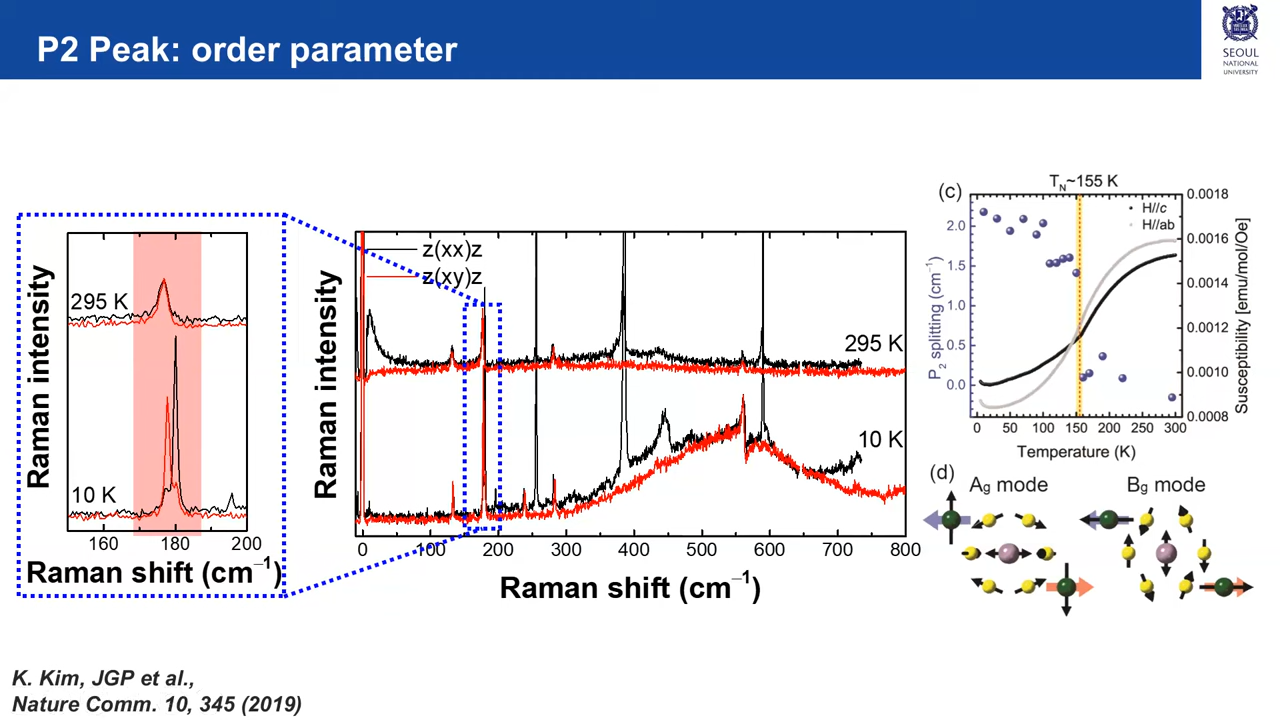 P2 Peak: order parameter
SEOUL
NATIONAL
UNIVERSITY
Raman intensity
295 K
10 K
160 180 200
Raman shift (cm⁻¹)
Raman intensity
z(xx)z
z(xy)z
295 K
10 K
0 100 200 300 400 500 600 700 800
Raman shift (cm⁻¹)
(c)
T_N~155 K
H//c
H//ab
P₂ splitting (cm⁻¹)
2.0
1.5
1.0
0.5
0.0
0.0018
0.0016
0.0014
0.0012
0.0010
0.0008
Susceptibility [emu/mol/Oe]
0 50 100 150 200 250 300
Temperature (K)
(d)
Ag mode
Bg mode
K. Kim, JGP et al.,
Nature Comm. 10, 345 (2019)